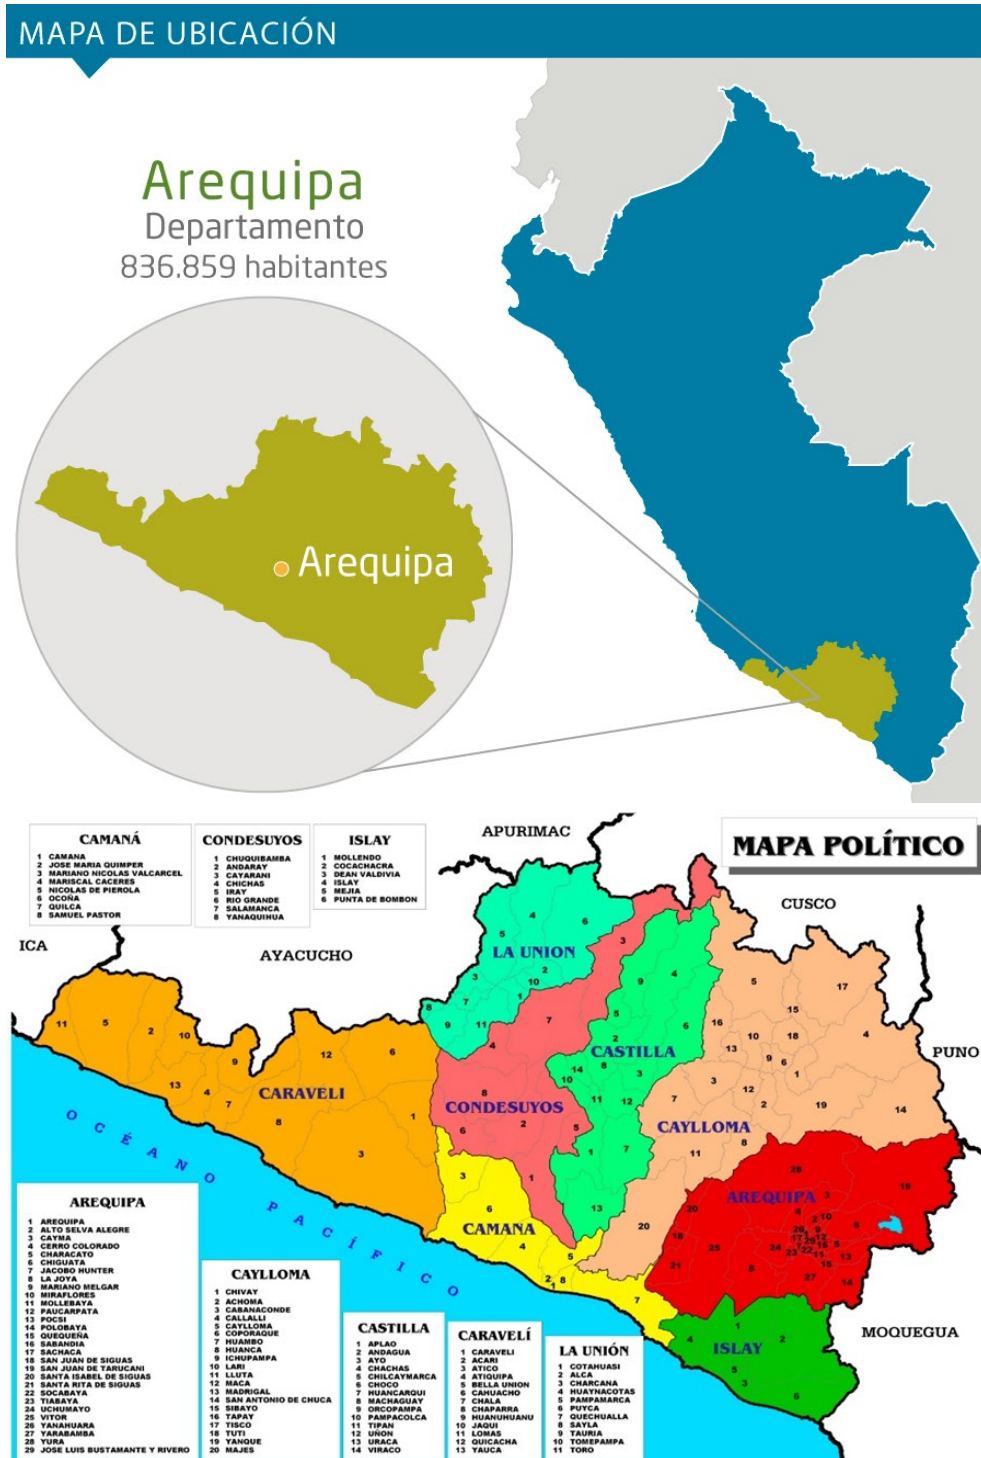 MAPA DE UBICACIÓN
Arequipa
Departamento
836.859 habitantes
Arequipa
MAPA POLÍTICO
CAMANÁ
1 CAMANA
2 JOSE MARIA QUIMPER
3 MARIANO NICOLAS VALCARCEL
4 MARISCAL CACERES
5 NICOLAS DE PIEROLA
6 OCOÑA
7 QUILCA
8 SAMUEL PASTOR
CONDESUYOS
1 CHUQUIBAMBA
2 ANDARAY
3 CAYARANI
4 CHICHAS
5 IRAY
6 RIO GRANDE
7 SALAMANCA
8 YANAQUIHUA
ISLAY
1 MOLLENDO
2 COCACHACRA
3 DEAN VALDIVIA
4 ISLAY
5 MEJIA
6 PUNTA DE BOMBON
APURIMAC
CUSCO
ICA
AYACUCHO
PUNO
MOQUEGUA
LA UNION
CASTILLA
CARAVELI
CONDESUYOS
CAYLLOMA
AREQUIPA
CAMANA
ISLAY
OCÉANO PACÍFICO
AREQUIPA
1 AREQUIPA
2 ALTO SELVA ALEGRE
3 CAYMA
4 CERRO COLORADO
5 CHARACATO
6 CHIGUATA
7 JACOBO HUNTER
8 LA JOYA
9 MARIANO MELGAR
10 MIRAFLORES
11 MOLLEBAYA
12 PAUCARPATA
13 POCSI
14 POLOBAYA
15 QUEQUEÑA
16 SABANDIA
17 SACHACA
18 SAN JUAN DE SIGUAS
19 SAN JUAN DE TARUCANI
20 SANTA ISABEL DE SIGUAS
21 SANTA RITA DE SIGUAS
22 SOCABAYA
23 TIABAYA
24 UCHUMAYO
25 VITOR
26 YANAHUARA
27 YARABAMBA
28 YURA
29 JOSE LUIS BUSTAMANTE Y RIVERO
CAYLLOMA
1 CHIVAY
2 ACHOMA
3 CABANACONDE
4 CALLALLI
5 CAYLLOMA
6 COPORAQUE
7 HUAMBO
8 HUANCA
9 ICHUPAMPA
10 LARI
11 LLUTA
12 MACA
13 MADRIGAL
14 SAN ANTONIO DE CHUCA
15 SIBAYO
16 TAPAY
17 TISCO
18 TUTI
19 YANQUE
20 MAJES
CASTILLA
1 APLAO
2 ANDAGUA
3 AYO
4 CHACHAS
5 CHILCAYMARCA
6 CHOCO
7 HUANCARQUI
8 MACHAGUAY
9 ORCOPAMPA
10 PAMPACOLCA
11 TIPAN
12 UÑON
13 URACA
14 VIRACO
CARAVELÍ
1 CARAVELI
2 ACARI
3 ATICO
4 ATIQUIPA
5 BELLA UNION
6 CAHUACHO
7 CHALA
8 CHAPARRA
9 HUANUHUANU
10 JAQUI
11 LOMAS
12 QUICACHA
13 YAUCA
LA UNIÓN
1 COTAHUASI
2 ALCA
3 CHARCANA
4 HUAYNACOTAS
5 PAMPAMARCA
6 PUYCA
7 QUECHUALLA
8 SAYLA
9 TAURIA
10 TOMEPAMPA
11 TORO